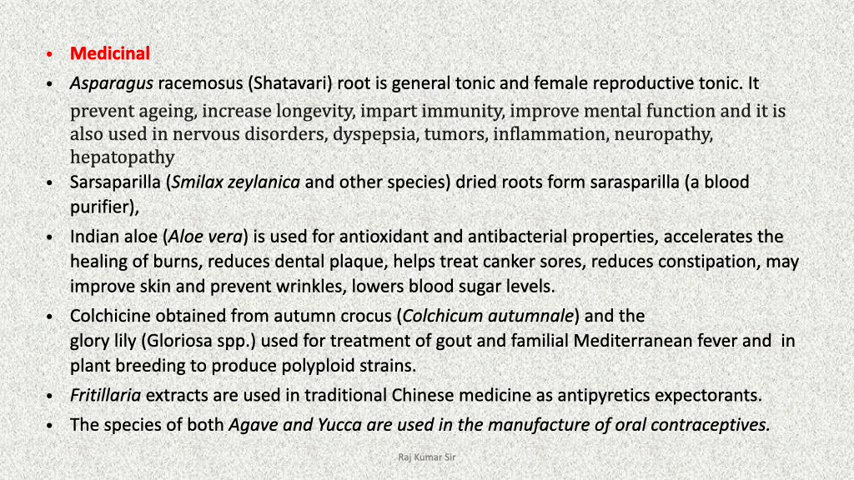 • Medicinal
• Asparagus racemosus (Shatavari) root is general tonic and female reproductive tonic. It
prevent ageing, increase longevity, impart immunity, improve mental function and it is
also used in nervous disorders, dyspepsia, tumors, inflammation, neuropathy,
hepatopathy
• Sarsaparilla (Smilax zeylanica and other species) dried roots form sarasparilla (a blood
purifier),
• Indian aloe (Aloe vera) is used for antioxidant and antibacterial properties, accelerates the
healing of burns, reduces dental plaque, helps treat canker sores, reduces constipation, may
improve skin and prevent wrinkles, lowers blood sugar levels.
• Colchicine obtained from autumn crocus (Colchicum autumnale) and the
glory lily (Gloriosa spp.) used for treatment of gout and familial Mediterranean fever and in
plant breeding to produce polyploid strains.
• Fritillaria extracts are used in traditional Chinese medicine as antipyretics expectorants.
• The species of both Agave and Yucca are used in the manufacture of oral contraceptives.
Raj Kumar Sir